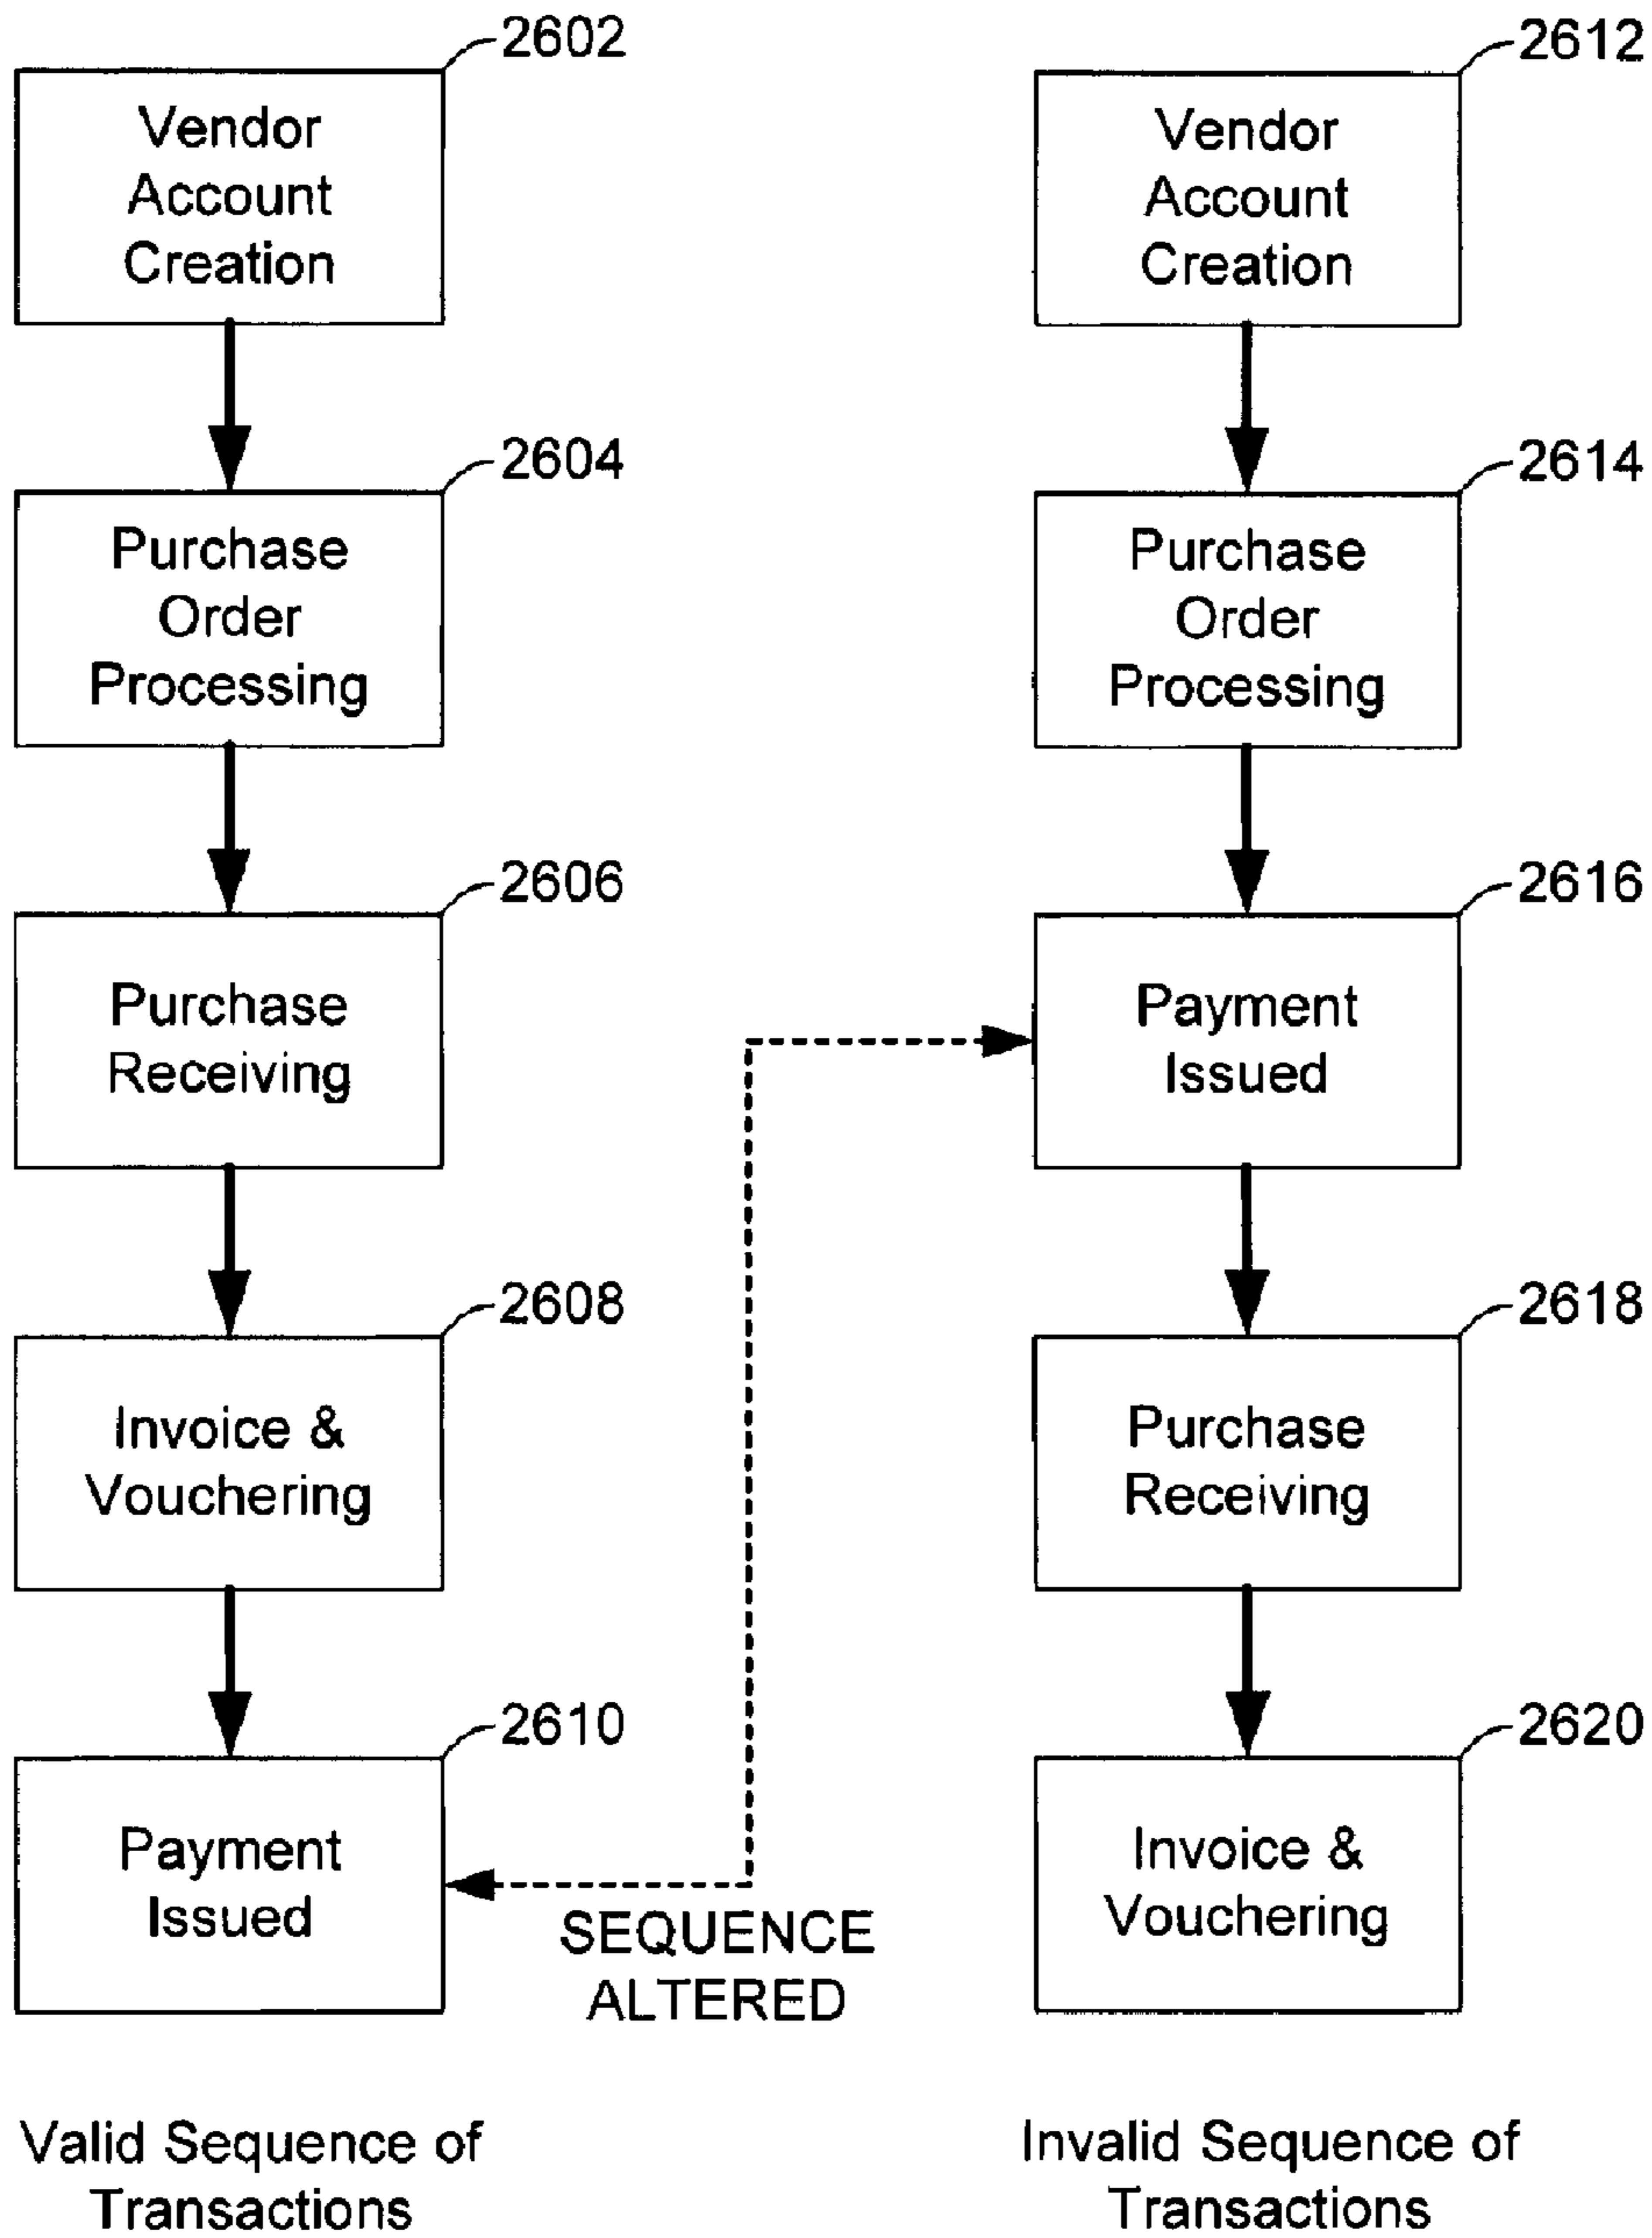 2602
Vendor
Account
Creation
2604
Purchase
Order
Processing
2606
Purchase
Receiving
2608
Invoice &
Vouchering
2610
Payment
Issued
SEQUENCE
ALTERED
Valid Sequence of
Transactions
2612
Vendor
Account
Creation
2614
Purchase
Order
Processing
2616
Payment
Issued
2618
Purchase
Receiving
2620
Invoice &
Vouchering
Invalid Sequence of
Transactions